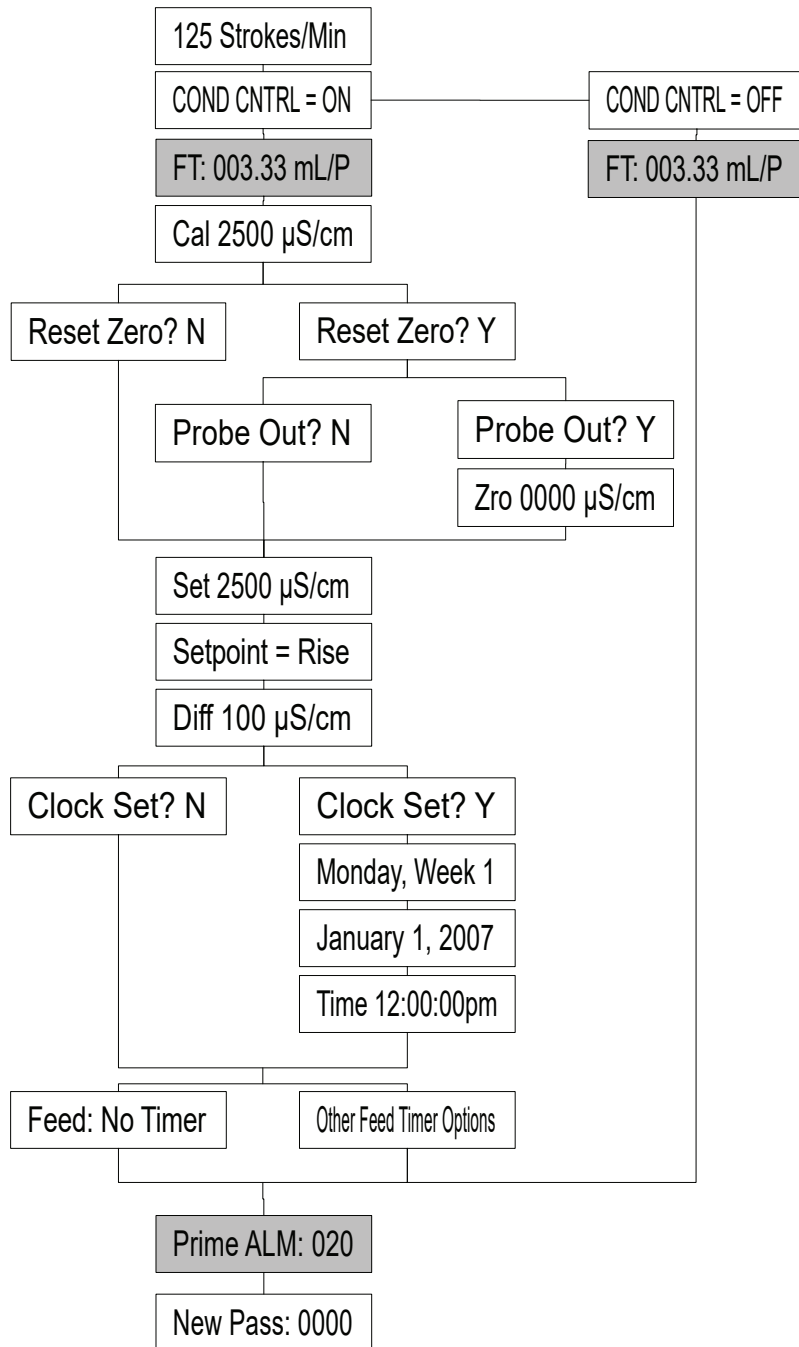 125 Strokes/Min
COND CNTRL = ON
COND CNTRL = OFF
FT: 003.33 mL/P
FT: 003.33 mL/P
Cal 2500 µS/cm
Reset Zero? N
Reset Zero? Y
Probe Out? N
Probe Out? Y
Zro 0000 µS/cm
Set 2500 µS/cm
Setpoint = Rise
Diff 100 µS/cm
Clock Set? N
Clock Set? Y
Monday, Week 1
January 1, 2007
Time 12:00:00pm
Feed: No Timer
Other Feed Timer Options
Prime ALM: 020
New Pass: 0000